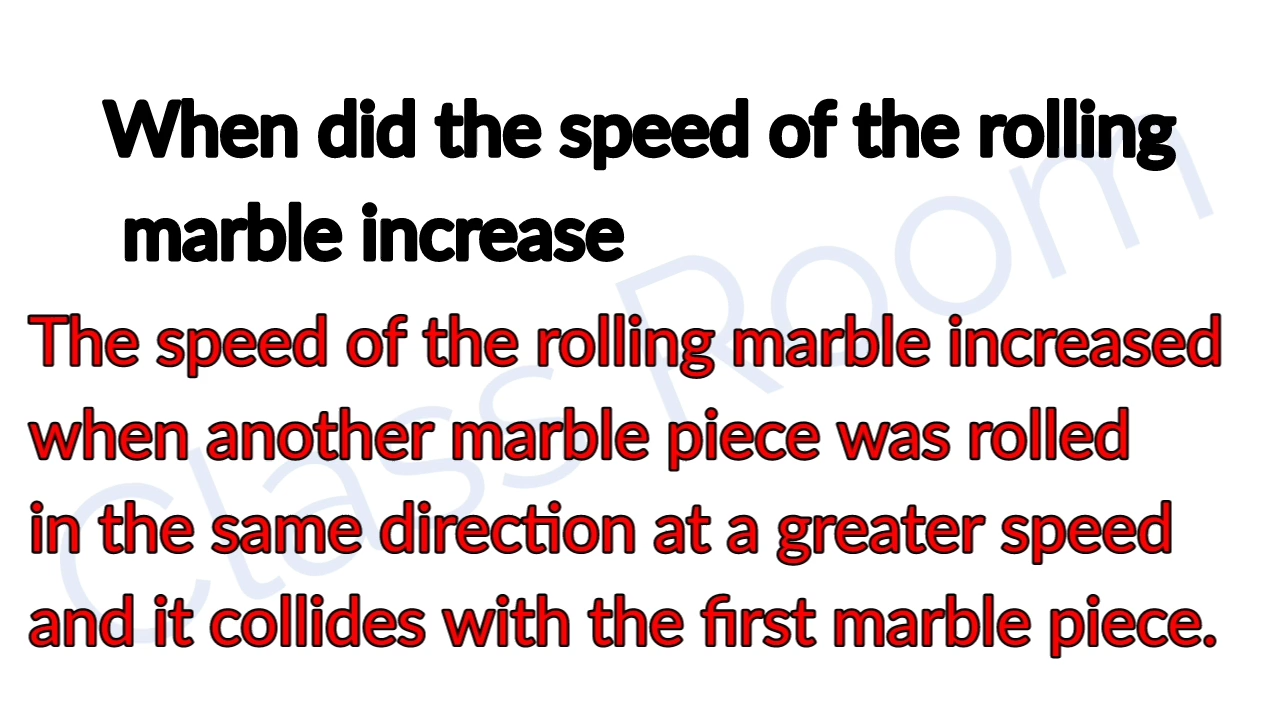 When did the speed of the rolling
marble increase
The speed of the rolling marble increased
when another marble piece was rolled
in the same direction at a greater speed
and it collides with the first marble piece.
Class Room